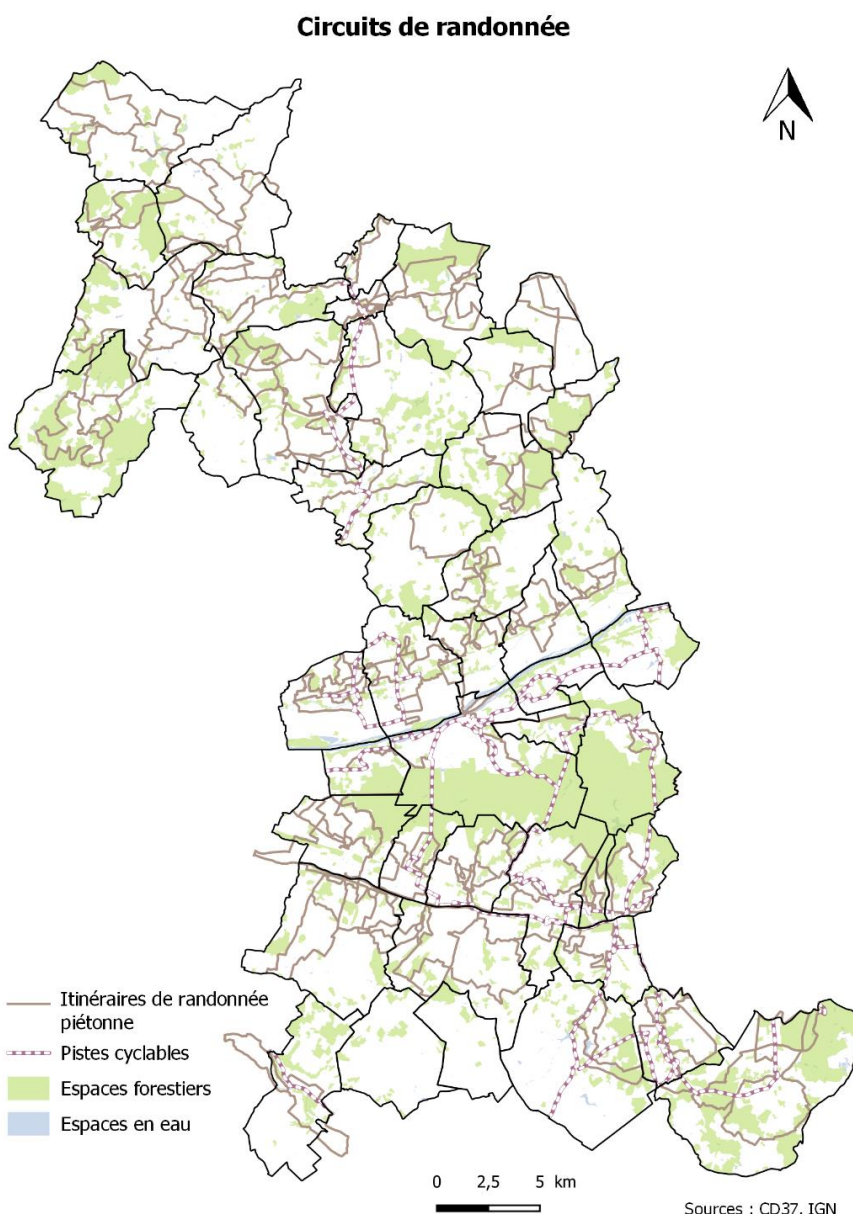 Circuits de randonnée
N
Itinéraires de randonnée
piétonne
Pistes cyclables
Espaces forestiers
Espaces en eau
0 2,5 5 km
Sources : CD37, IGN